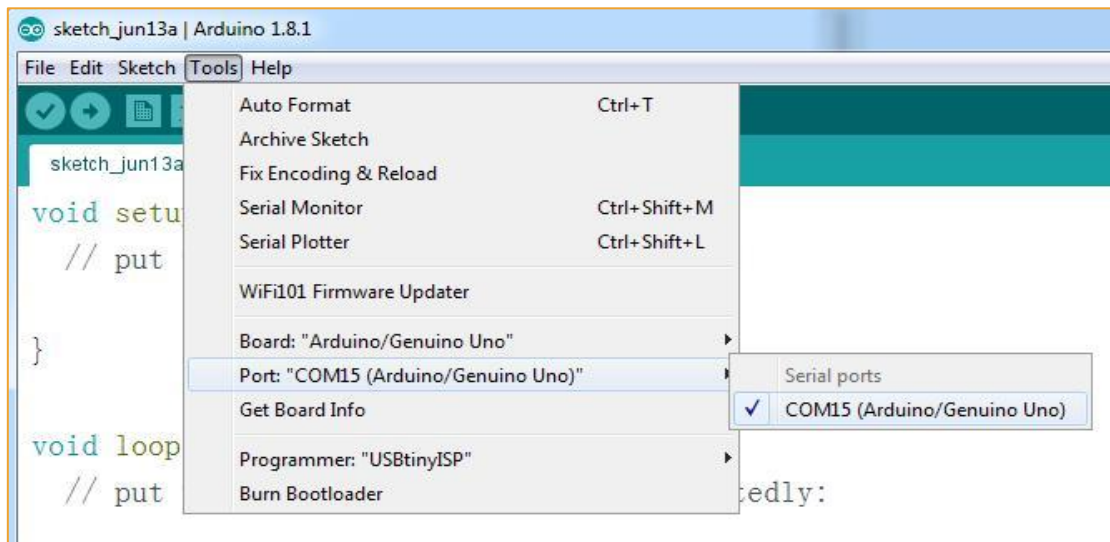 sketch_jun13a | Arduino 1.8.1
File Edit Sketch Tools Help
Auto Format Ctrl+T
Archive Sketch
sketch_jun13a
Fix Encoding & Reload
void setu Serial Monitor Ctrl+Shift+M
Serial Plotter Ctrl+Shift+L
// put
WiFi101 Firmware Updater
} Board: "Arduino/Genuino Uno"
Port: "COM15 (Arduino/Genuino Uno)" Serial ports
Get Board Info COM15 (Arduino/Genuino Uno)
void loop
Programmer: "USBtinyISP"
// put Burn Bootloader tedly: